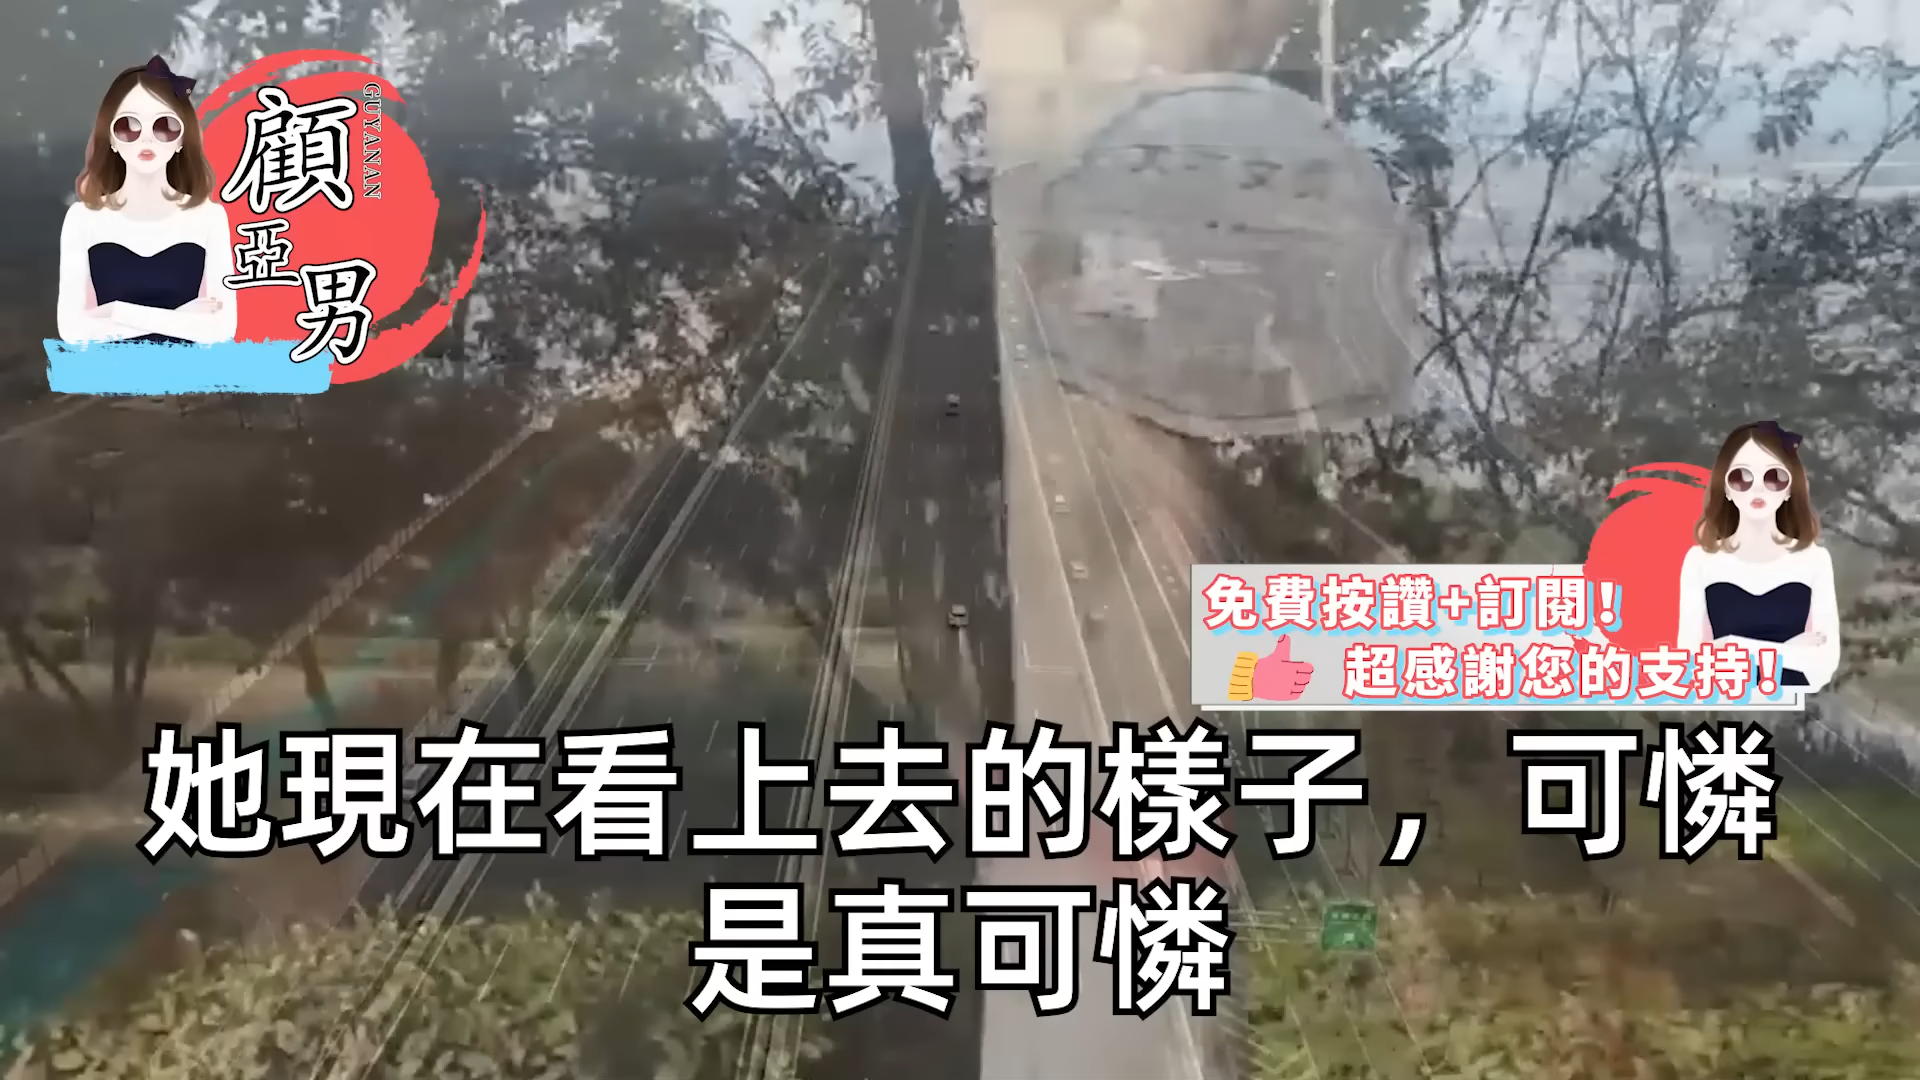 顧亞男
GUYANAN
免費按讚+訂閱!
超感謝您的支持!
她現在看上去的樣子，可憐
是真可憐